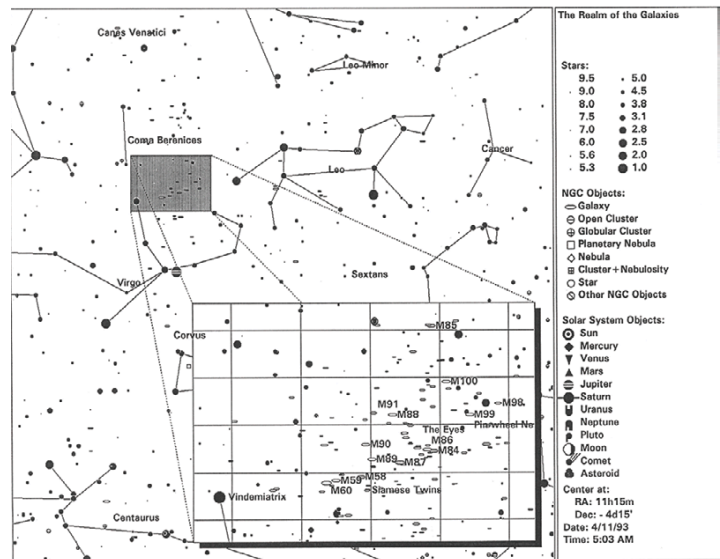 The Realm of the Galaxies
Canes Venatici
Leo Minor
Coma Berenices
Cancer
Leo
Virgo
Sextans
Corvus
Centaurus
M85
M100
M98
M91
M88
M99
The Eyes
Pinwheel Ne
M86
M90
M84
M89
M87
M58
M59
M60
Siamese Twins
Vindemiatrix
Stars:
9.5 5.0
9.0 4.5
8.0 3.8
7.5 3.1
7.0 2.8
6.0 2.5
5.6 2.0
5.3 1.0
NGC Objects:
Galaxy
Open Cluster
Globular Cluster
Planetary Nebula
Nebula
Cluster+Nebulosity
Star
Other NGC Objects
Solar System Objects:
Sun
Mercury
Venus
Mars
Jupiter
Saturn
Uranus
Neptune
Pluto
Moon
Comet
Asteroid
Center at:
RA: 11h15m
Dec: - 4d15'
Date: 4/11/93
Time: 5:03 AM